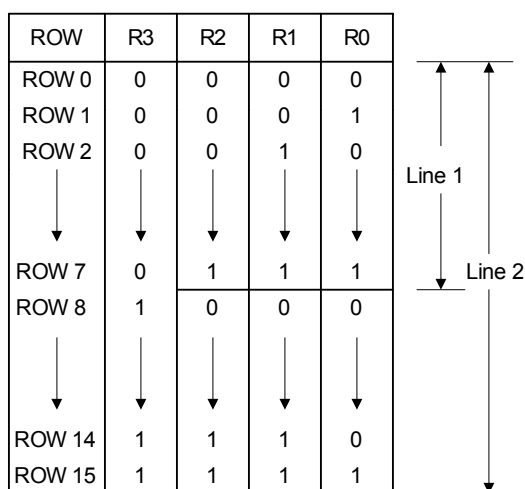 ROW R3 R2 R1 R0
ROW 0 0 0 0 0
ROW 1 0 0 0 1
ROW 2 0 0 1 0
Line 1
ROW 7 0 1 1 1
Line 2
ROW 8 1 0 0 0
ROW 14 1 1 1 0
ROW 15 1 1 1 1